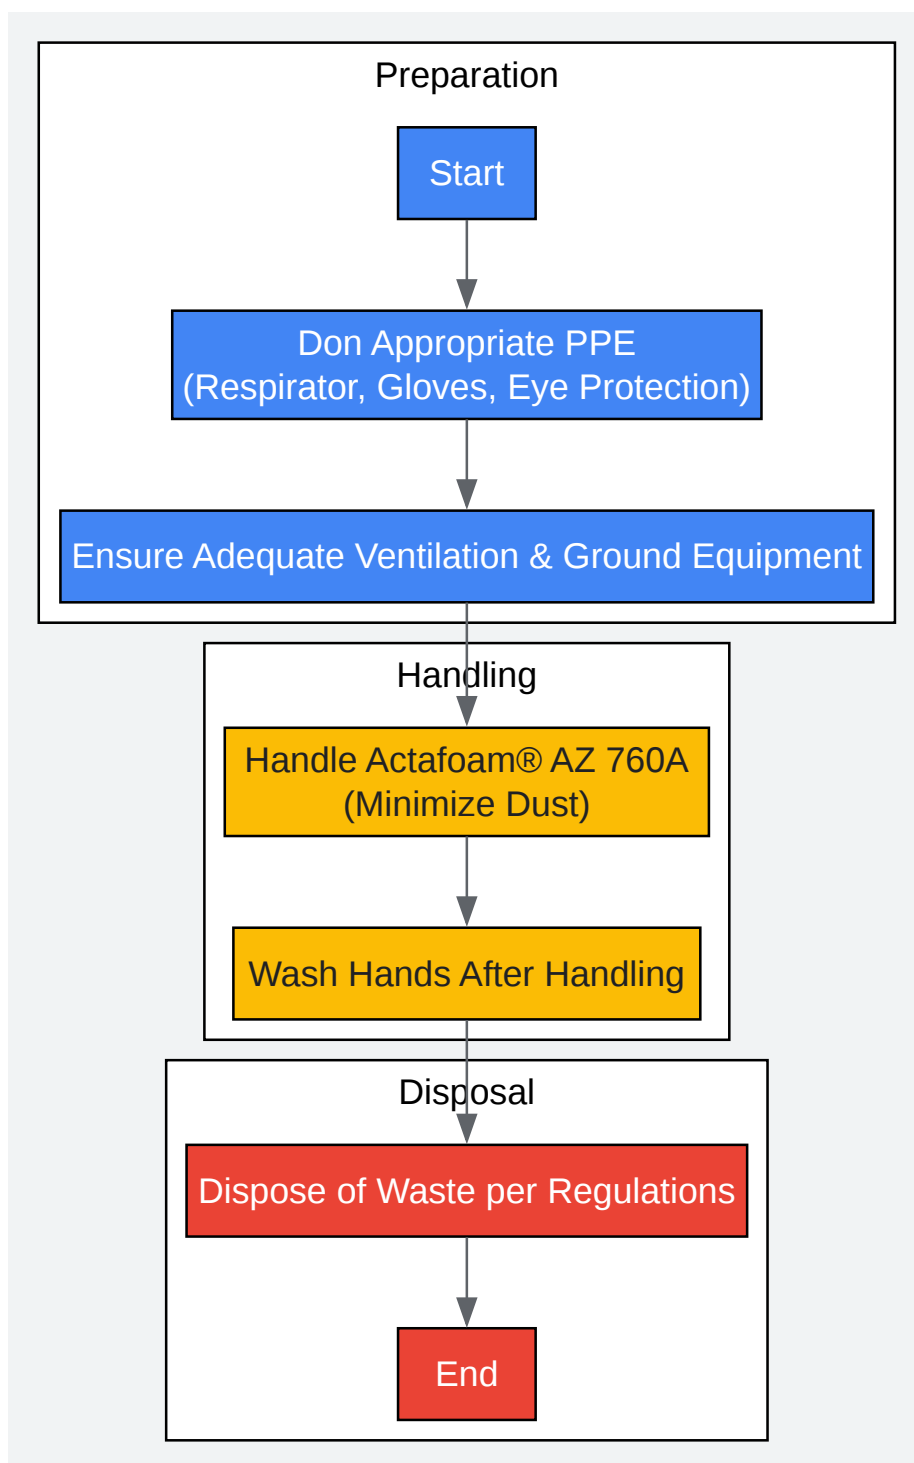 Preparation
Start
Don Appropriate PPE
(Respirator, Gloves, Eye Protection)
Ensure Adequate Ventilation & Ground Equipment
Handling
Handle Actafoam® AZ 760A
(Minimize Dust)
Wash Hands After Handling
Disposal
Dispose of Waste per Regulations
End